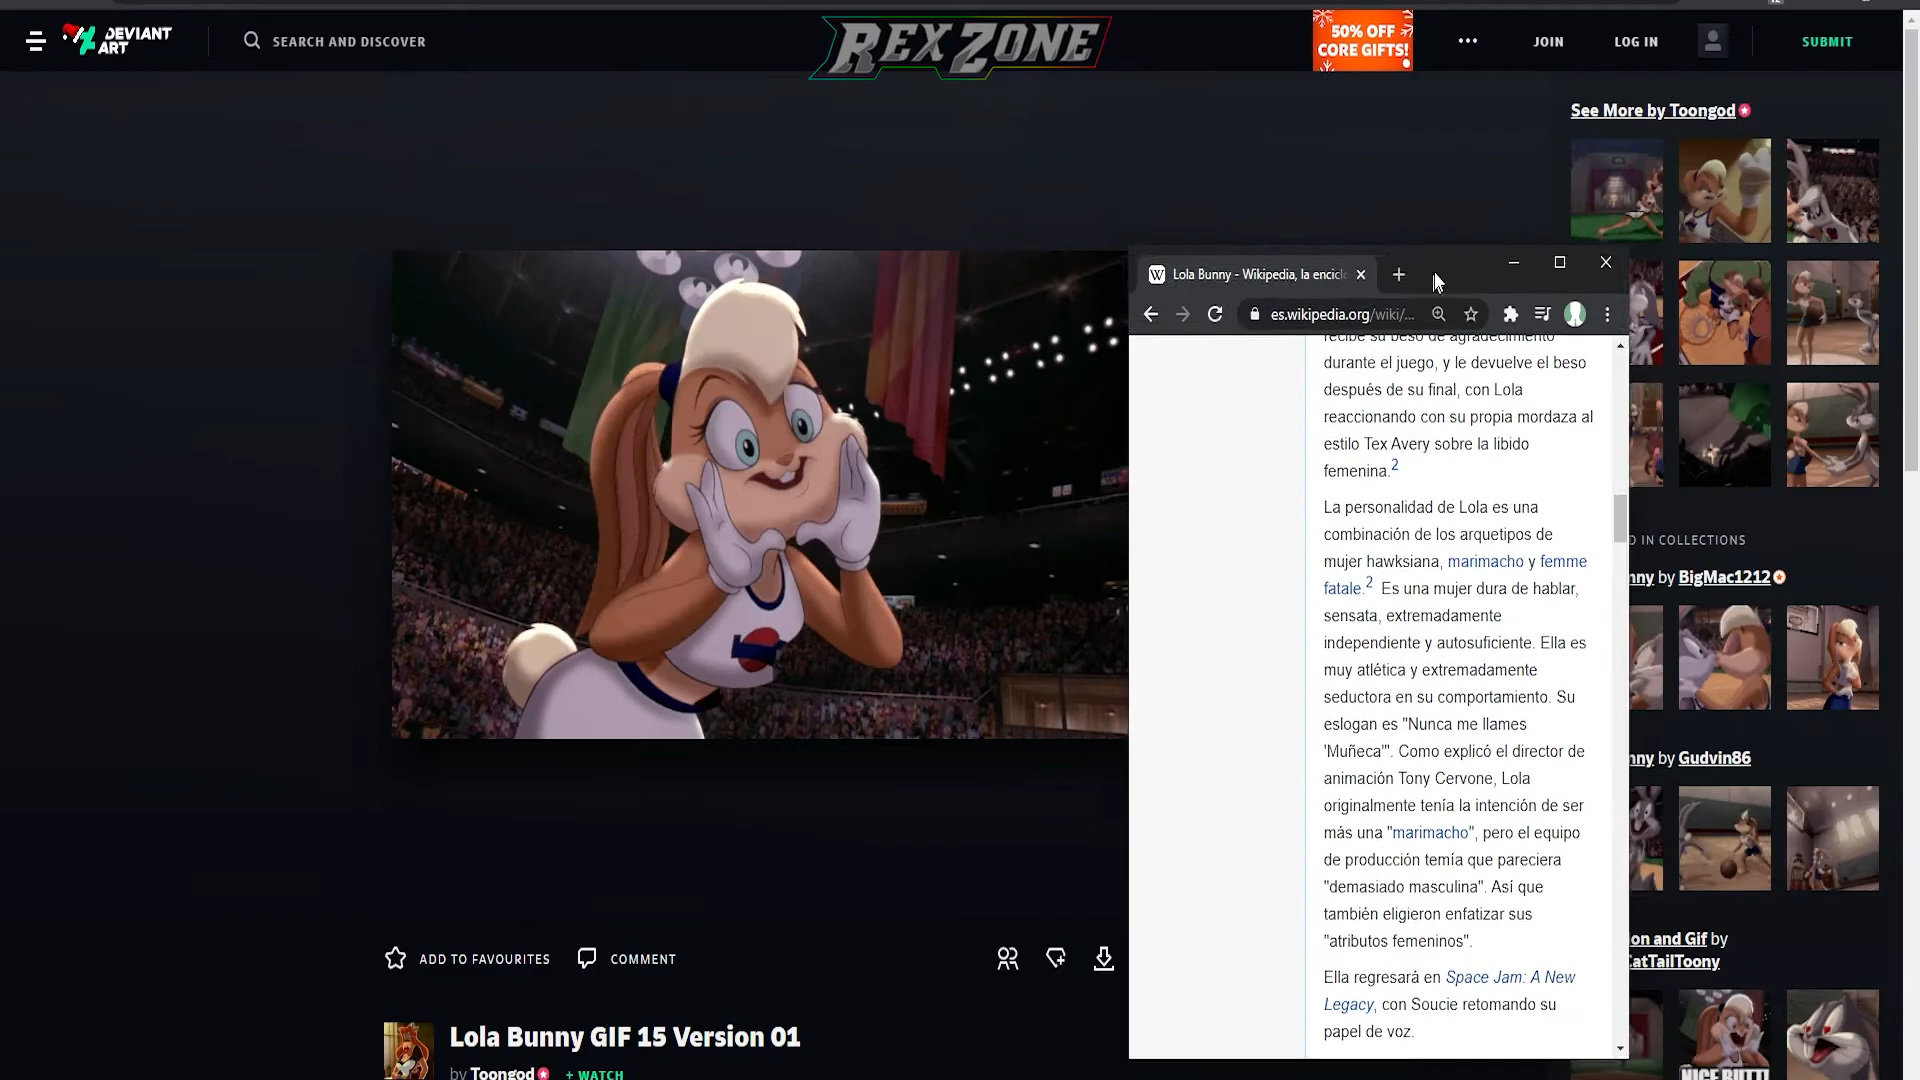 DEVIANT
ART
SEARCH AND DISCOVER
REX ZONE
50% OFF
CORE GIFTS!
JOIN
LOG IN
SUBMIT
See More by Toongod
Lola Bunny - Wikipedia, la encicl
es.wikipedia.org/wiki/...
recibe su beso de agradecimiento
durante el juego, y le devuelve el beso
después de su final, con Lola
reaccionando con su propia mordaza al
estilo Tex Avery sobre la libido
femenina.2
La personalidad de Lola es una
combinación de los arquetipos de
mujer hawksiana, marimacho y femme
fatale.2 Es una mujer dura de hablar,
sensata, extremadamente
independiente y autosuficiente. Ella es
muy atlética y extremadamente
seductora en su comportamiento. Su
eslogan es "Nunca me llames
'Muñeca'". Como explicó el director de
animación Tony Cervone, Lola
originalmente tenía la intención de ser
más una "marimacho", pero el equipo
de producción temía que pareciera
"demasiado masculina". Así que
también eligieron enfatizar sus
"atributos femeninos".
Ella regresará en Space Jam: A New
Legacy, con Soucie retomando su
papel de voz.
D IN COLLECTIONS
nny by BigMac1212
nny by Gudvin86
ion and Gif by
CatTailToony
NICE BUTT!
ADD TO FAVOURITES
COMMENT
Lola Bunny GIF 15 Version 01
by Toongod + WATCH